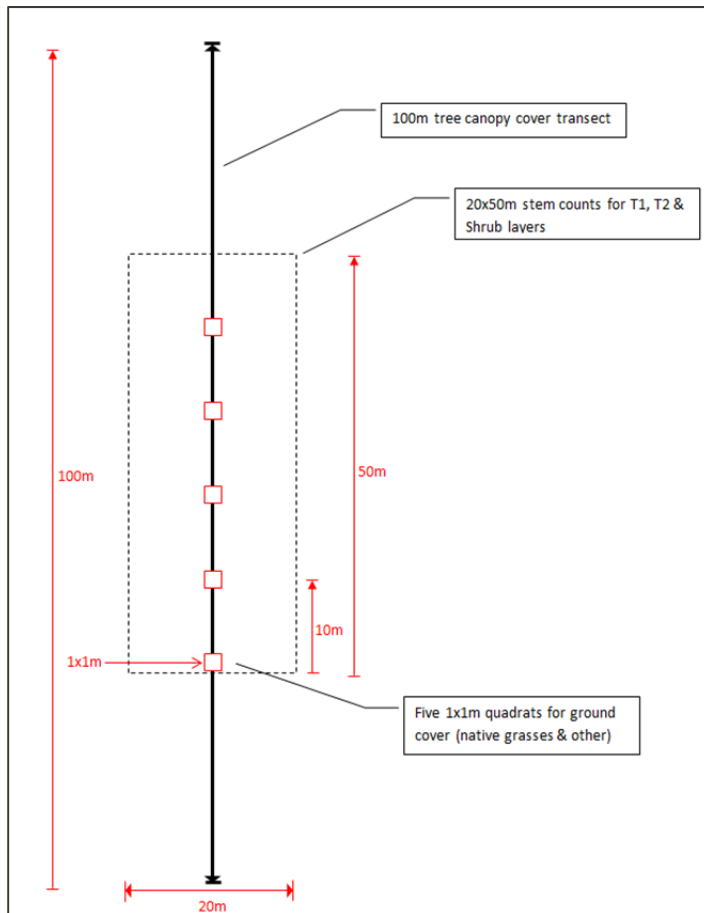 100m tree canopy cover transect
20x50m stem counts for T1, T2 &
Shrub layers
100m
50m
10m
1x1m
Five 1x1m quadrats for ground
cover (native grasses & other)
20m